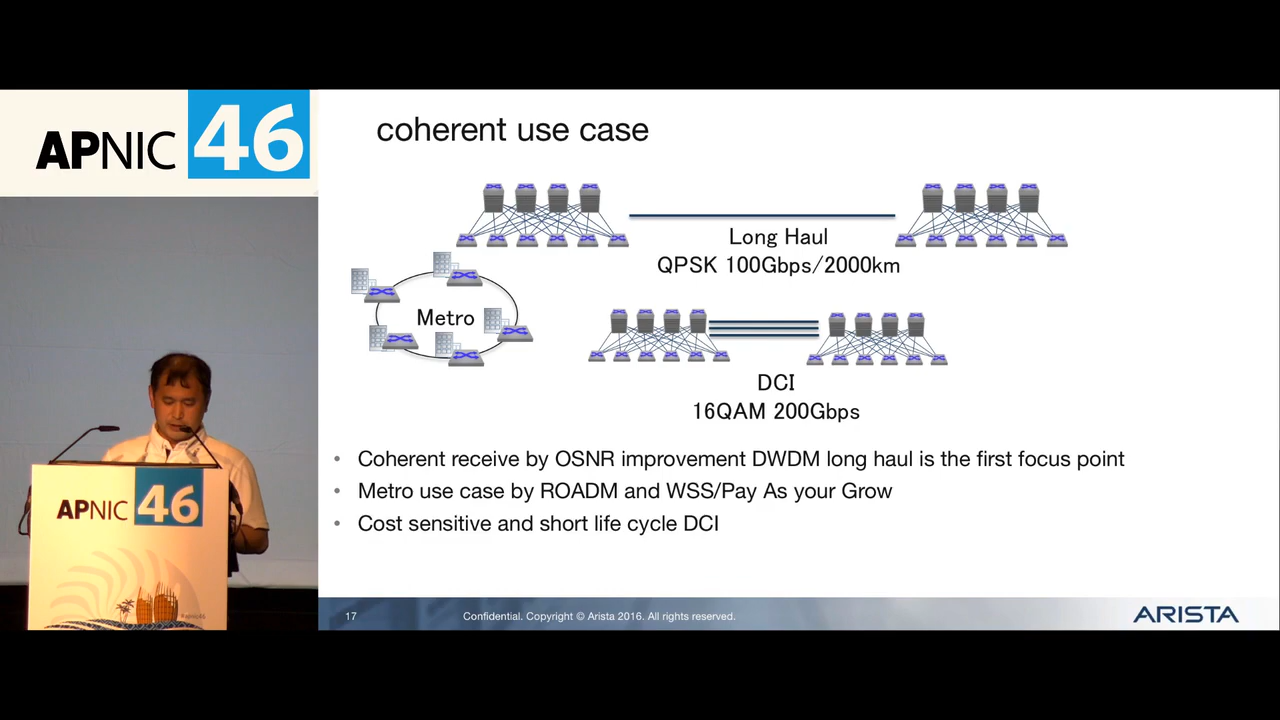 APNIC 46
coherent use case
Long Haul
QPSK 100Gbps/2000km
Metro
DCI
16QAM 200Gbps
• Coherent receive by OSNR improvement DWDM long haul is the first focus point
• Metro use case by ROADM and WSS/Pay As your Grow
• Cost sensitive and short life cycle DCI
APNIC 46
#apnic46
17
Confidential. Copyright © Arista 2016. All rights reserved.
ARISTA